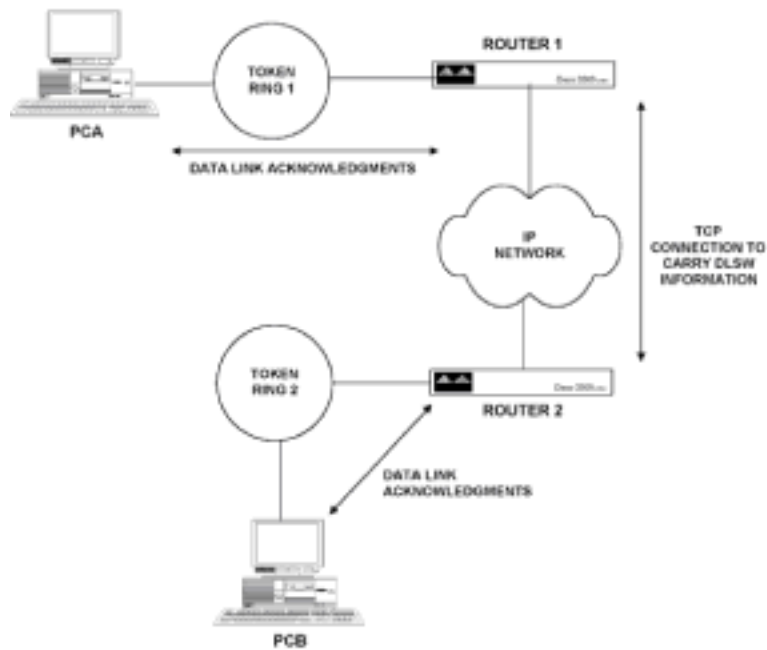 ROUTER 1
TOKEN
RING 1
PCA
DATA LINK ACKNOWLEDGMENTS
IP
NETWORK
TCP
CONNECTION TO
CARRY DLSW
INFORMATION
TOKEN
RING 2
ROUTER 2
DATA LINK
ACKNOWLEDGMENTS
PCB